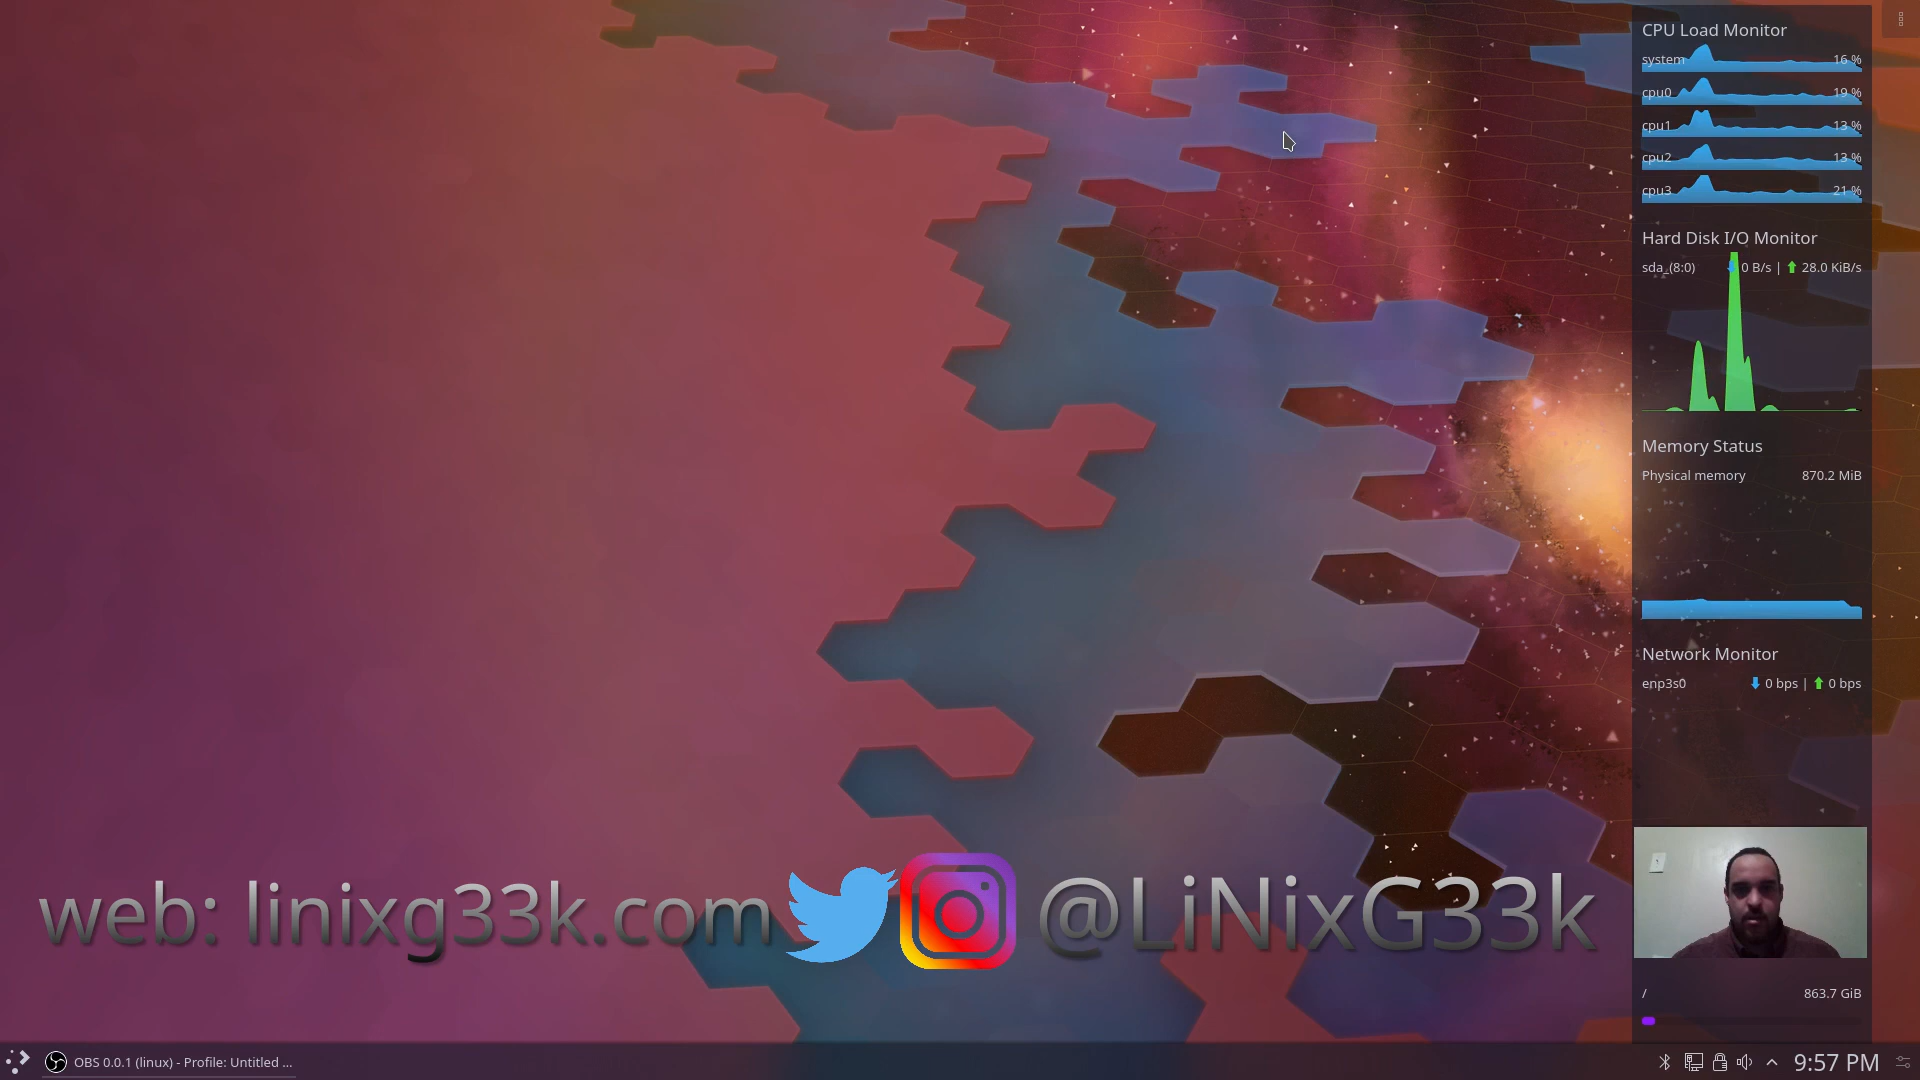 CPU Load Monitor
system 16 %
cpu0 19 %
cpu1 13 %
cpu2 13 %
cpu3 21 %
Hard Disk I/O Monitor
sda_(8:0) 0 B/s | 28.0 KiB/s
Memory Status
Physical memory 870.2 MiB
Network Monitor
enp3s0 0 bps | 0 bps
web: linixg33k.com @LiNixG33k
/ 863.7 GiB
OBS 0.0.1 (linux) - Profile: Untitled ... 9:57 PM